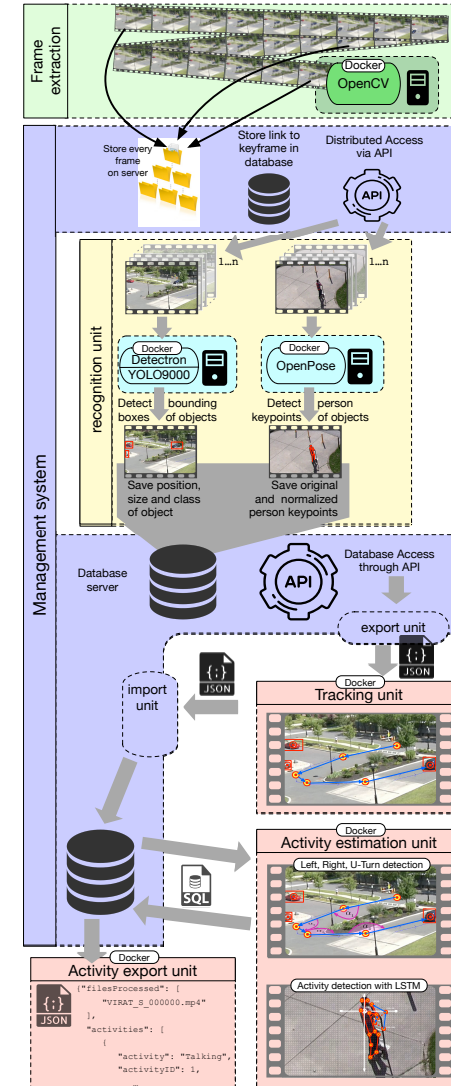 Frame
extraction
Docker
OpenCV
Store every
frame
on server
Store link to
keyframe in
database
Distributed Access
via API
API
Management system
recognition unit
1…n
1…n
Docker
Detectron
YOLO9000
Docker
OpenPose
Detect bounding
boxes of objects
Detect person
keypoints of objects
Save position,
size and class
of object
Save original
and normalized
person keypoints
Database
server
API
Database Access
through API
export unit
{;}
JSON
import
unit
{;}
JSON
Docker
Tracking unit
Docker
Activity estimation unit
Left, Right, U-Turn detection
SQL
Activity detection with LSTM
Docker
Activity export unit
{;}
JSON
{"filesProcessed": [
"VIRAT_S_000000.mp4"
],
"activities": [
{
"activity": "Talking",
"activityID": 1,